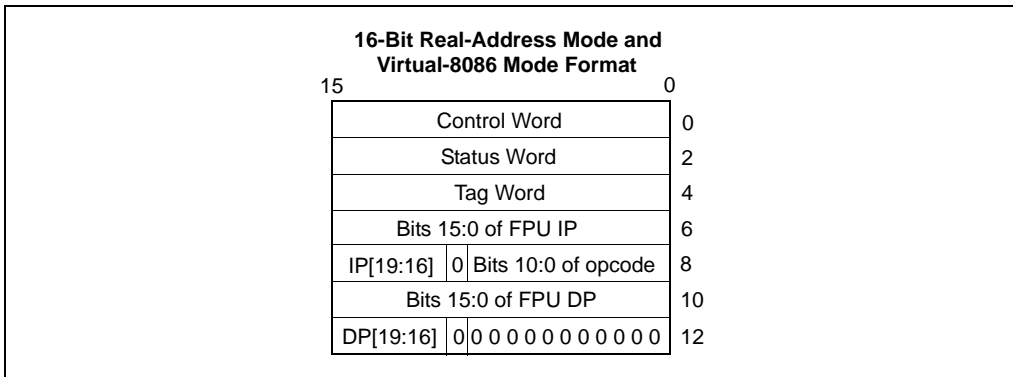 16-Bit Real-Address Mode and
Virtual-8086 Mode Format
15 0
Control Word 0
Status Word 2
Tag Word 4
Bits 15:0 of FPU IP 6
IP[19:16] 0 Bits 10:0 of opcode 8
Bits 15:0 of FPU DP 10
DP[19:16] 0 0 0 0 0 0 0 0 0 0 0 0 12